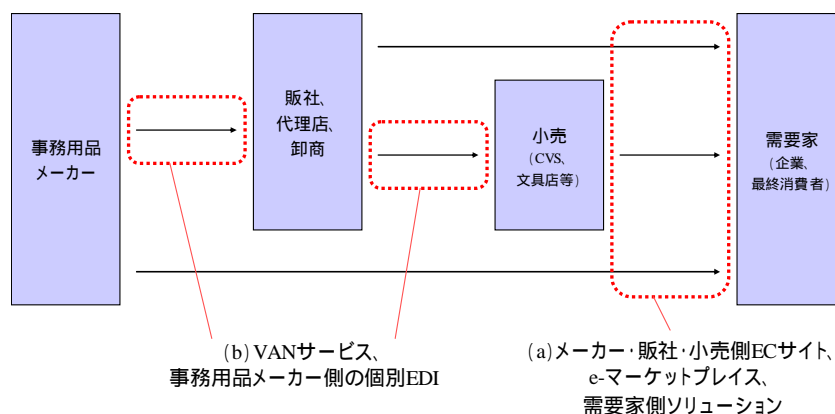 事務用品
メーカー
販社、
代理店、
卸商
小売
(CVS、
文具店等)
需要家
(企業、
最終消費者)
(b) VANサービス、
事務用品メーカー側の個別EDI
(a)メーカー・販社・小売側ECサイト、
e-マーケットプレイス、
需要家側ソリューション